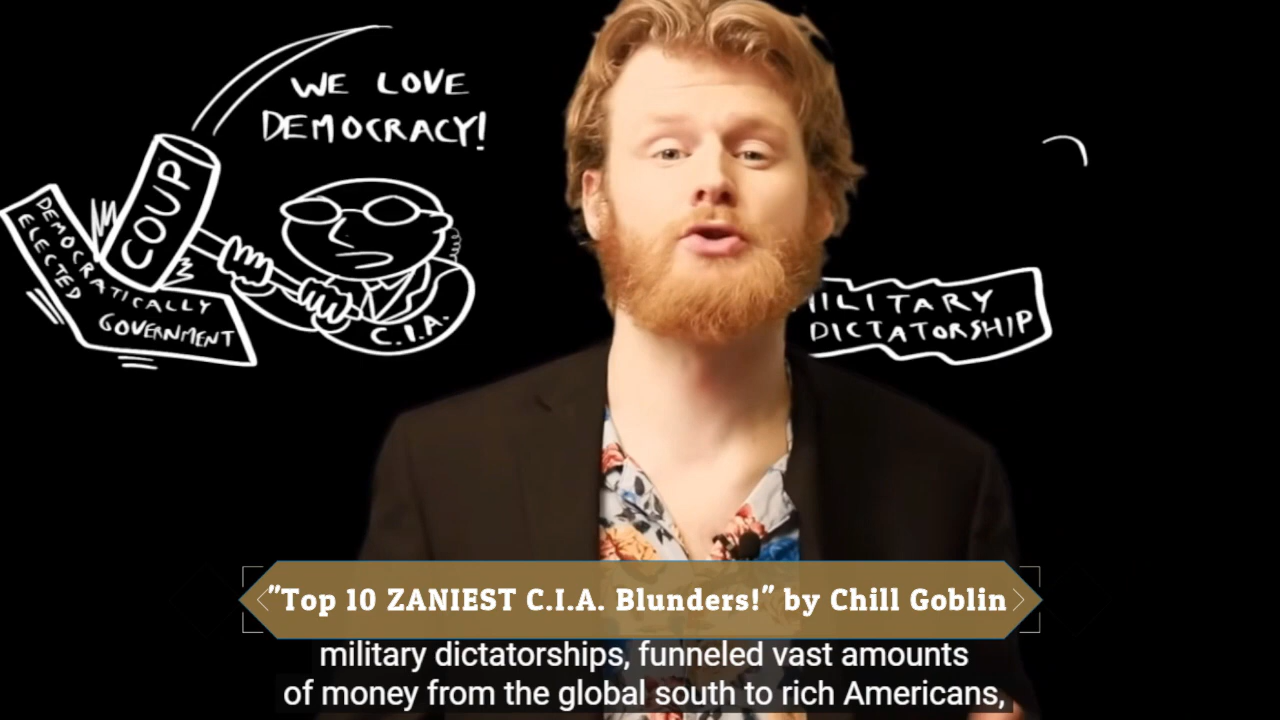 WE LOVE
DEMOCRACY!
COUP
DEMOCRATICALLY
ELECTED
GOVERNMENT
C.I.A.
MILITARY
DICTATORSHIP
"Top 10 ZANIEST C.I.A. Blunders!" by Chill Goblin
military dictatorships, funneled vast amounts
of money from the global south to rich Americans,